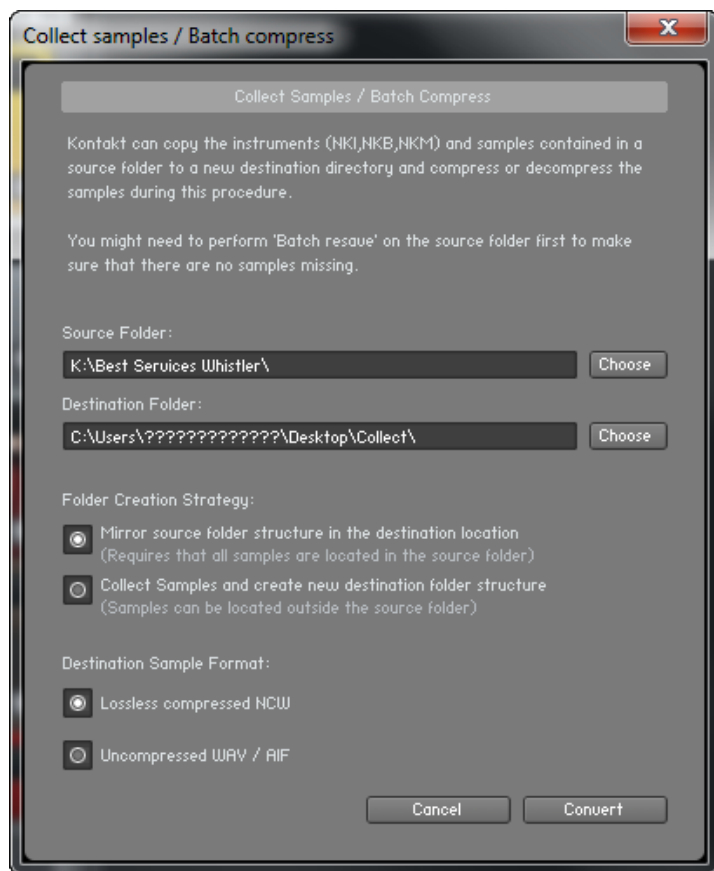 Collect samples / Batch compress
Collect Samples / Batch Compress
Kontakt can copy the instruments (NKI,NKB,NKM) and samples contained in a
source folder to a new destination directory and compress or decompress the
samples during this procedure.
You might need to perform 'Batch resave' on the source folder first to make
sure that there are no samples missing.
Source Folder:
K:\Best Services Whistler\
Choose
Destination Folder:
C:\Users\?????????????\Desktop\Collect\
Choose
Folder Creation Strategy:
Mirror source folder structure in the destination location
(Requires that all samples are located in the source folder)
Collect Samples and create new destination folder structure
(Samples can be located outside the source folder)
Destination Sample Format:
Lossless compressed NCW
Uncompressed WAV / AIF
Cancel
Convert